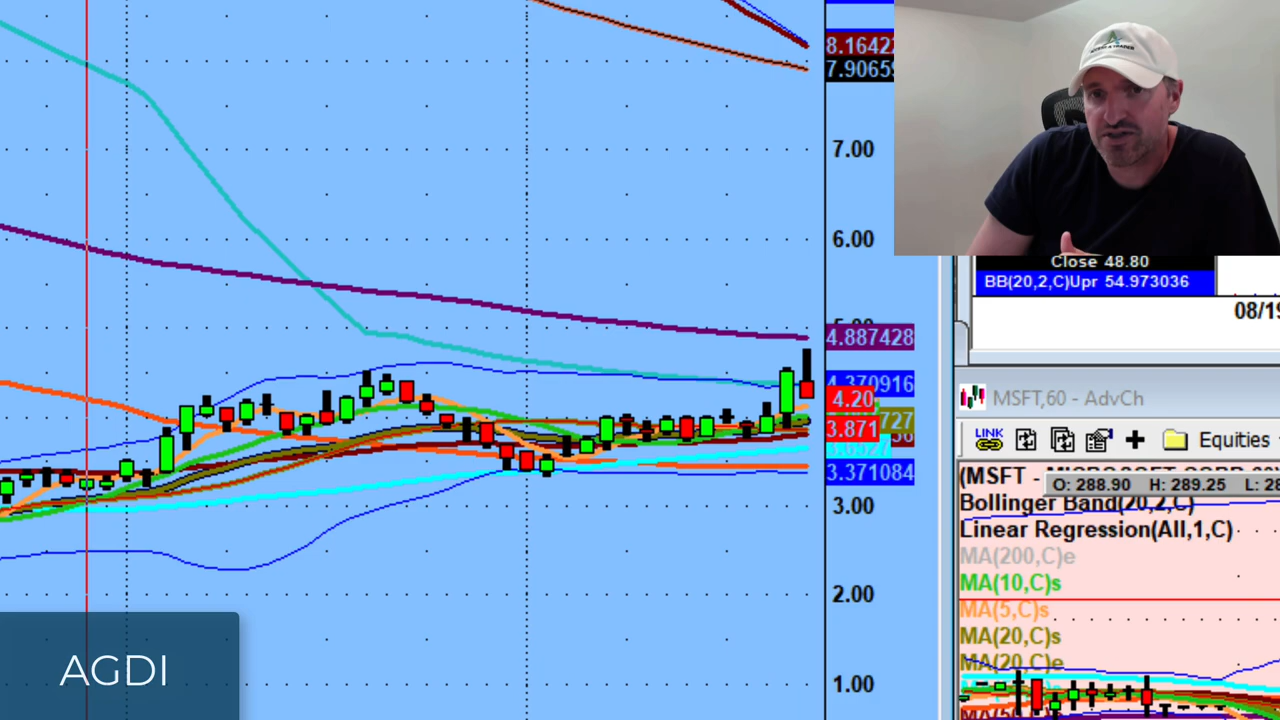 8.1642
7.9065
7.00
6.00
4.887428
4.370916
4.20
3.871
3.371084
3.00
2.00
1.00
AGDI
Close 48.80
BB(20,2,C)Upr 54.973036
08/19
MSFT,60 - AdvCh
LINK
Equities
(MSFT -
O: 288.90 H: 289.25 L: 28
Bollinger Band(20,2,C)
Linear Regression(All,1,C)
MA(200,C)e
MA(10,C)s
MA(5,C)s
MA(20,C)s
MA(20,C)e